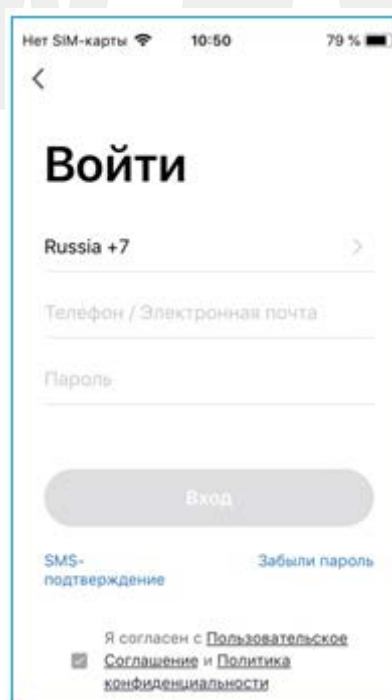 Нет SIM-карты 10:50 79 %
Войти
Russia +7
Телефон / Электронная почта
Пароль
Вход
SMS-
подтверждение
Забыли пароль
Я согласен с Пользовательское
Соглашение и Политика
конфиденциальности